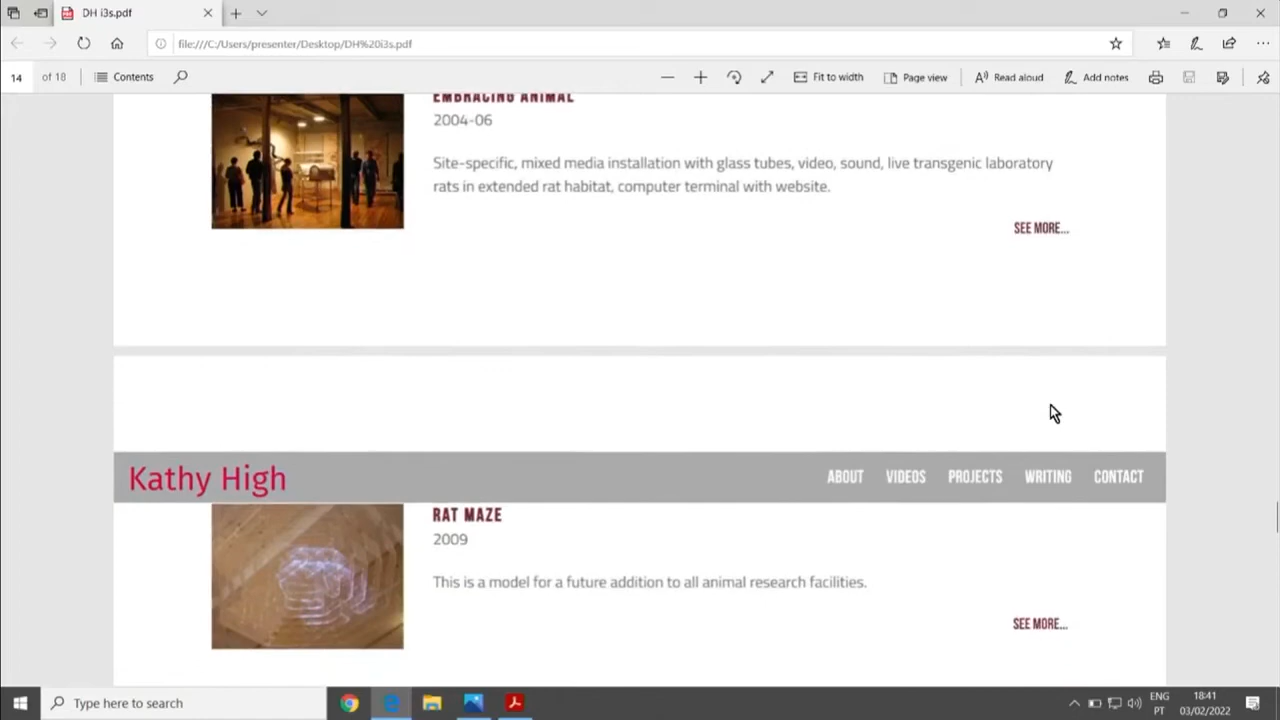 DH i3s.pdf
file:///C:/Users/presenter/Desktop/DH%20i3s.pdf
14 of 18 Contents Fit to width Page view Read aloud Add notes
EMBRACING ANIMAL
2004-06
Site-specific, mixed media installation with glass tubes, video, sound, live transgenic laboratory
rats in extended rat habitat, computer terminal with website.
SEE MORE...
Kathy High ABOUT VIDEOS PROJECTS WRITING CONTACT
RAT MAZE
2009
This is a model for a future addition to all animal research facilities.
SEE MORE...
Type here to search
ENG 18:41
PT 03/02/2022